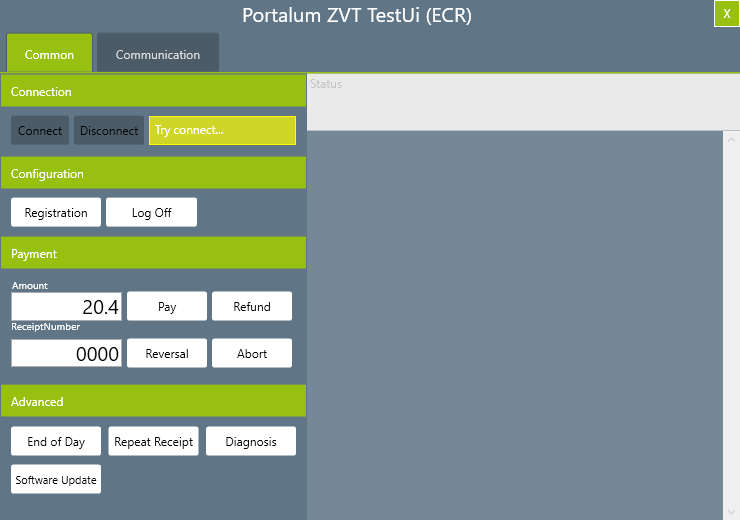 Portalum ZVT TestUi (ECR)
X
Common
Communication
Connection
Status
Connect
Disconnect
Try connect...
Configuration
Registration
Log Off
Payment
Amount
20.4
Pay
Refund
ReceiptNumber
0000
Reversal
Abort
Advanced
End of Day
Repeat Receipt
Diagnosis
Software Update